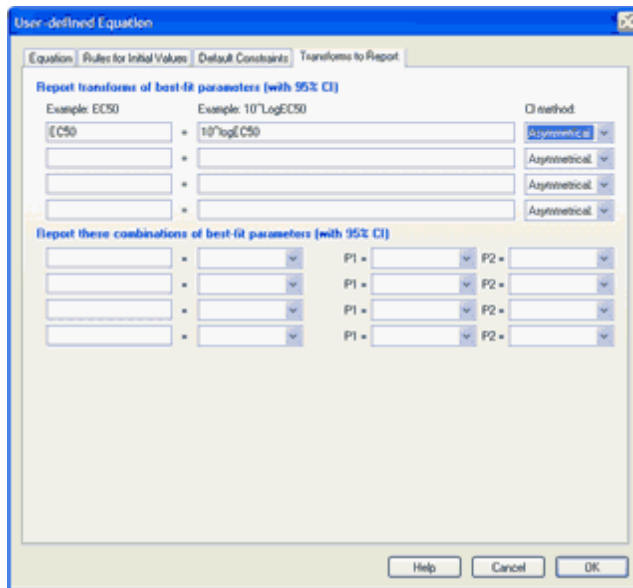 User-defined Equation
Equation Rules for Initial Values Default Constraints Transforms to Report
Report transforms of best-fit parameters (with 95% CI)
Example: EC50 Example: 10^LogEC50 CI method:
EC50 = 10^logEC50 Asymmetrical
= Asymmetrical
= Asymmetrical
= Asymmetrical
Report these combinations of best-fit parameters (with 95% CI)
= P1 = P2 =
= P1 = P2 =
= P1 = P2 =
= P1 = P2 =
Help Cancel OK